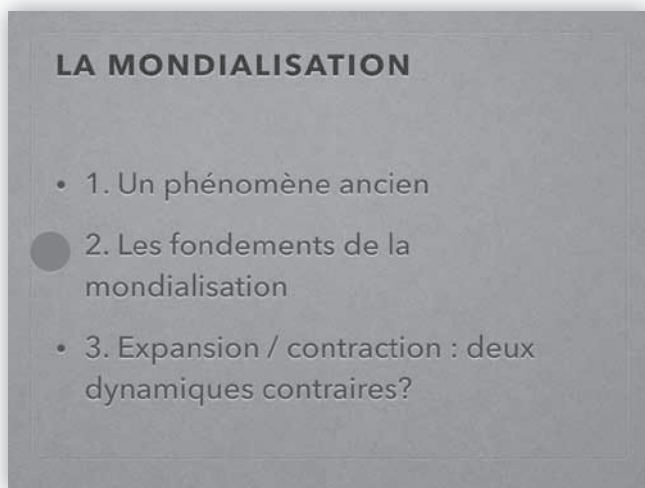 LA MONDIALISATION
• 1. Un phénomène ancien
2. Les fondements de la
mondialisation
• 3. Expansion / contraction : deux
dynamiques contraires?